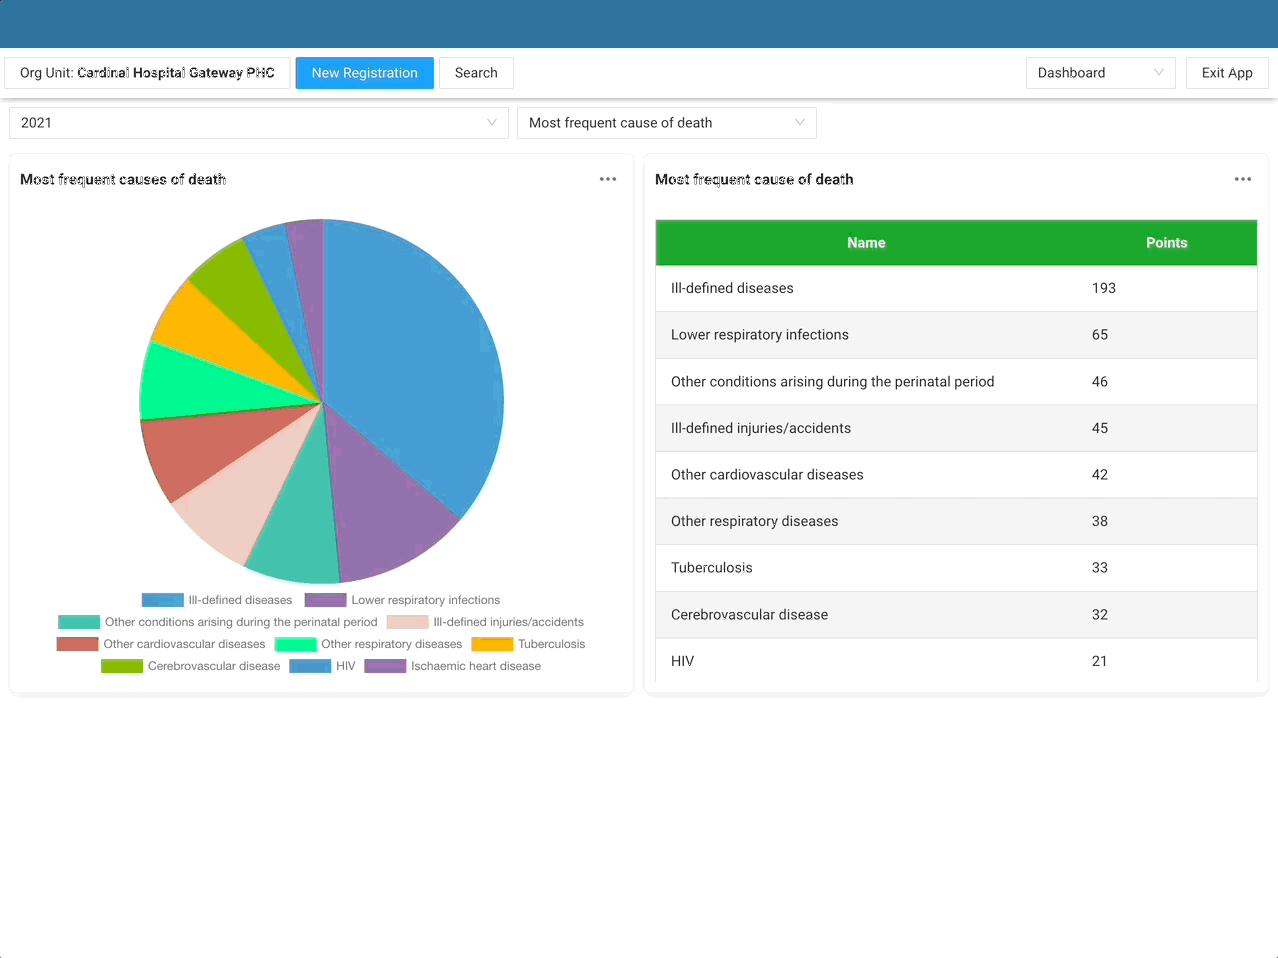 Org Unit: Cardinal Hospital Gateway PHC New Registration Search Dashboard Exit App
2021 Most frequent cause of death
Most frequent causes of death
Ill-defined diseases Lower respiratory infections
Other conditions arising during the perinatal period Ill-defined injuries/accidents
Other cardiovascular diseases Other respiratory diseases Tuberculosis
Cerebrovascular disease HIV Ischaemic heart disease
Most frequent cause of death
Name Points
Ill-defined diseases 193
Lower respiratory infections 65
Other conditions arising during the perinatal period 46
Ill-defined injuries/accidents 45
Other cardiovascular diseases 42
Other respiratory diseases 38
Tuberculosis 33
Cerebrovascular disease 32
HIV 21